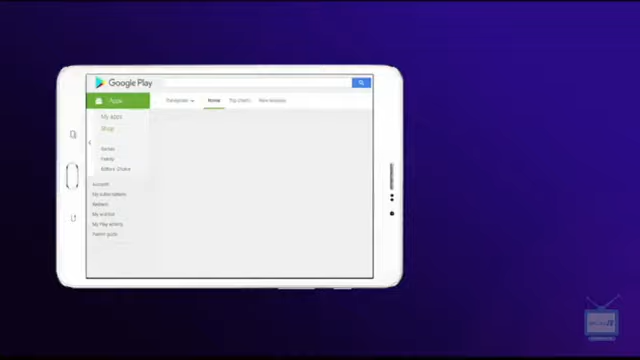 Google Play
Apps
Categories
Home
Top charts
New releases
My apps
Shop
Games
Family
Editors' Choice
Account
My subscriptions
Redeem
My wishlist
My Play activity
Parent guide